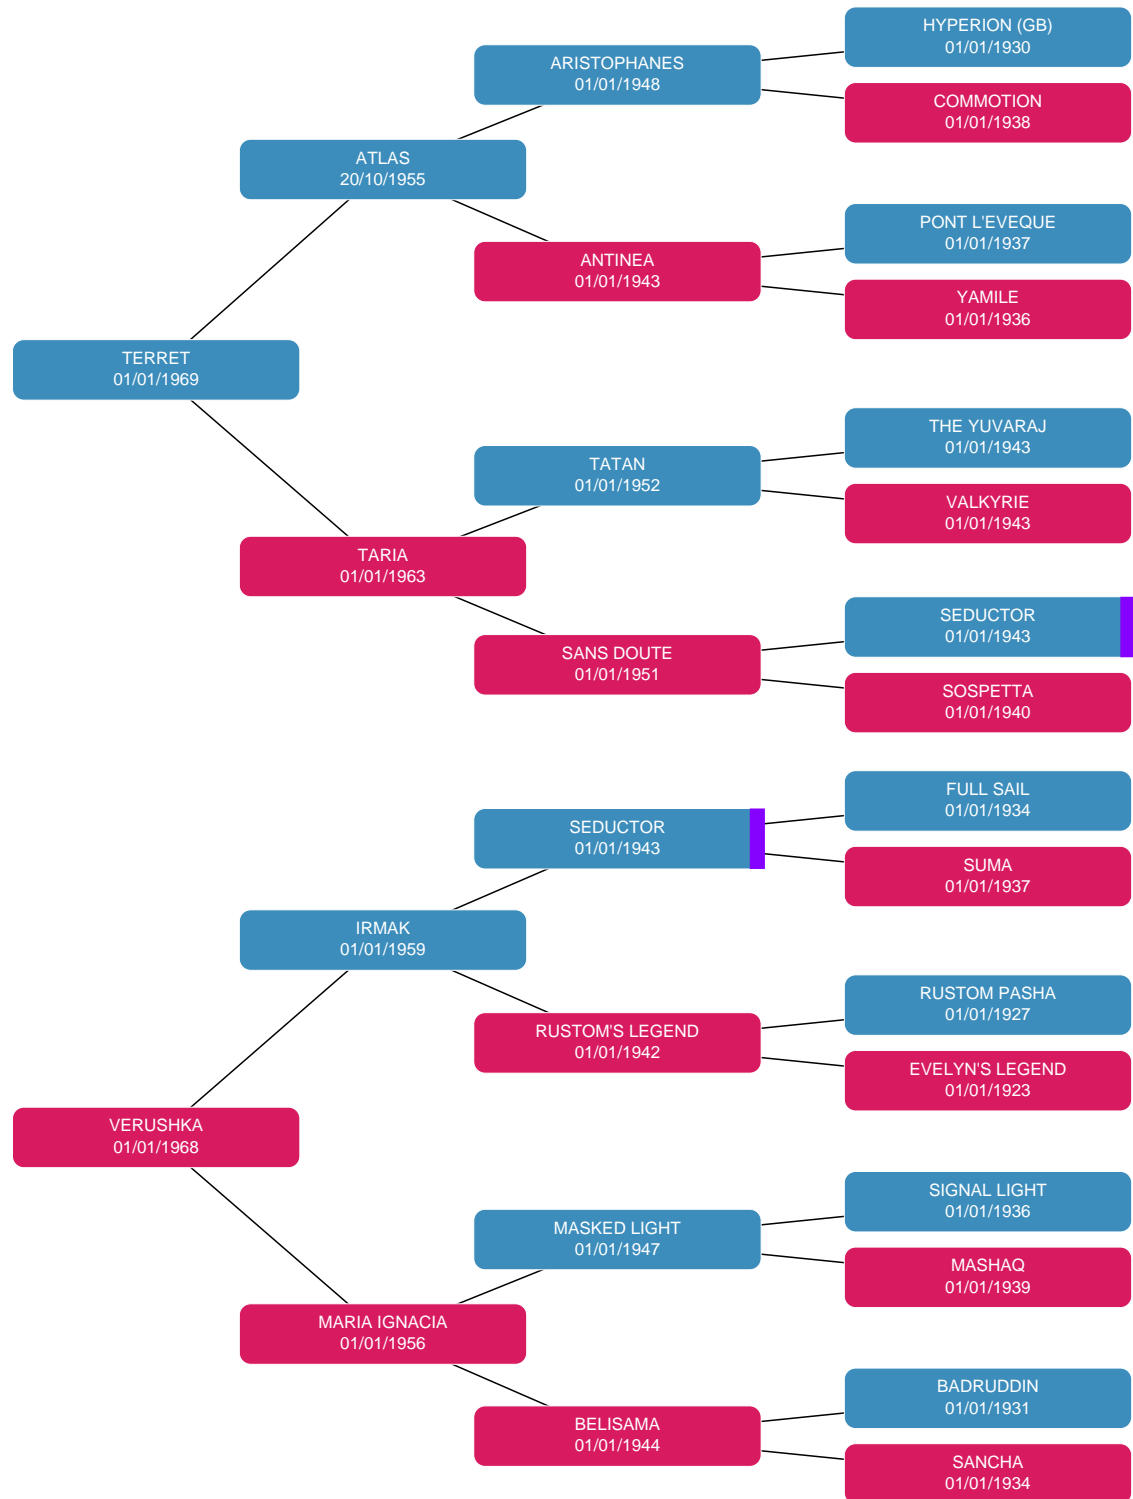 HYPERION (GB)
01/01/1930
ARISTOPHANES
01/01/1948
COMMOTION
01/01/1938
ATLAS
20/10/1955
PONT L'EVEQUE
01/01/1937
ANTINEA
01/01/1943
YAMILE
01/01/1936
TERRET
01/01/1969
THE YUVARAJ
01/01/1943
TATAN
01/01/1952
VALKYRIE
01/01/1943
TARIA
01/01/1963
SEDUCTOR
01/01/1943
SANS DOUTE
01/01/1951
SOSPETTA
01/01/1940
FULL SAIL
01/01/1934
SEDUCTOR
01/01/1943
SUMA
01/01/1937
IRMAK
01/01/1959
RUSTOM PASHA
01/01/1927
RUSTOM'S LEGEND
01/01/1942
EVELYN'S LEGEND
01/01/1923
VERUSHKA
01/01/1968
SIGNAL LIGHT
01/01/1936
MASKED LIGHT
01/01/1947
MASHAQ
01/01/1939
MARIA IGNACIA
01/01/1956
BADRUDDIN
01/01/1931
BELISAMA
01/01/1944
SANCHA
01/01/1934